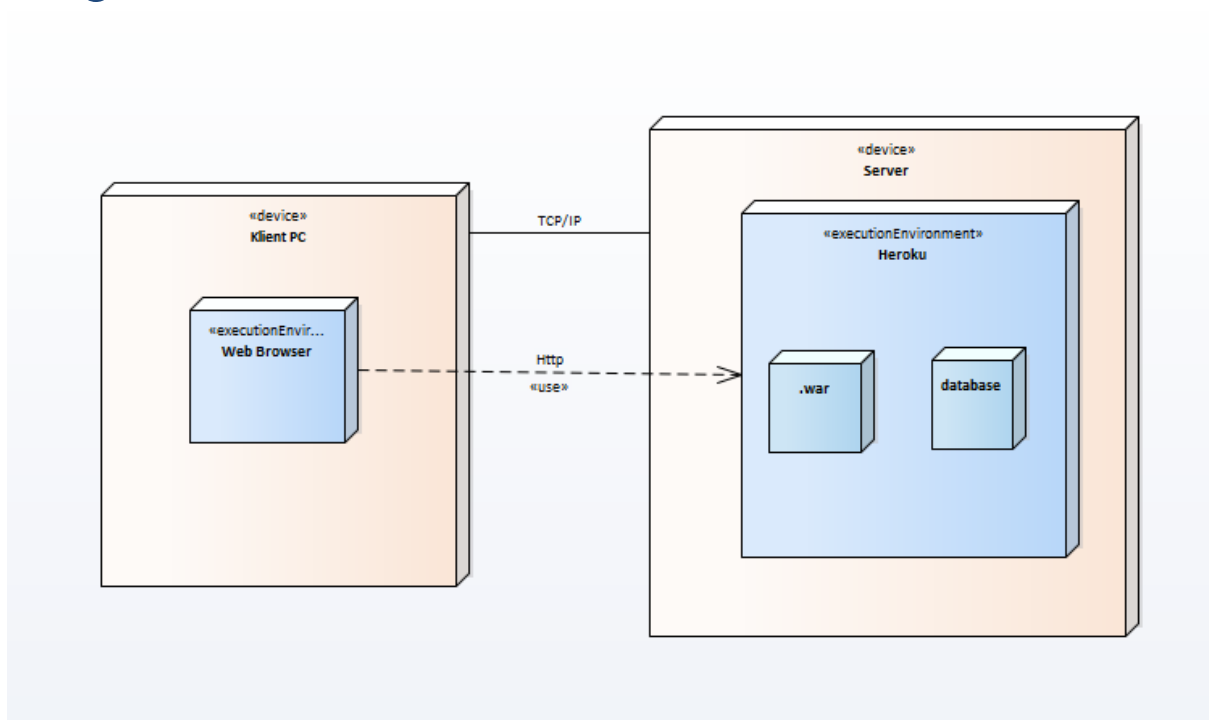 «device»
Klient PC
«executionEnvir...
Web Browser
TCP/IP
Http
«use»
«device»
Server
«executionEnvironment»
Heroku
.war
database